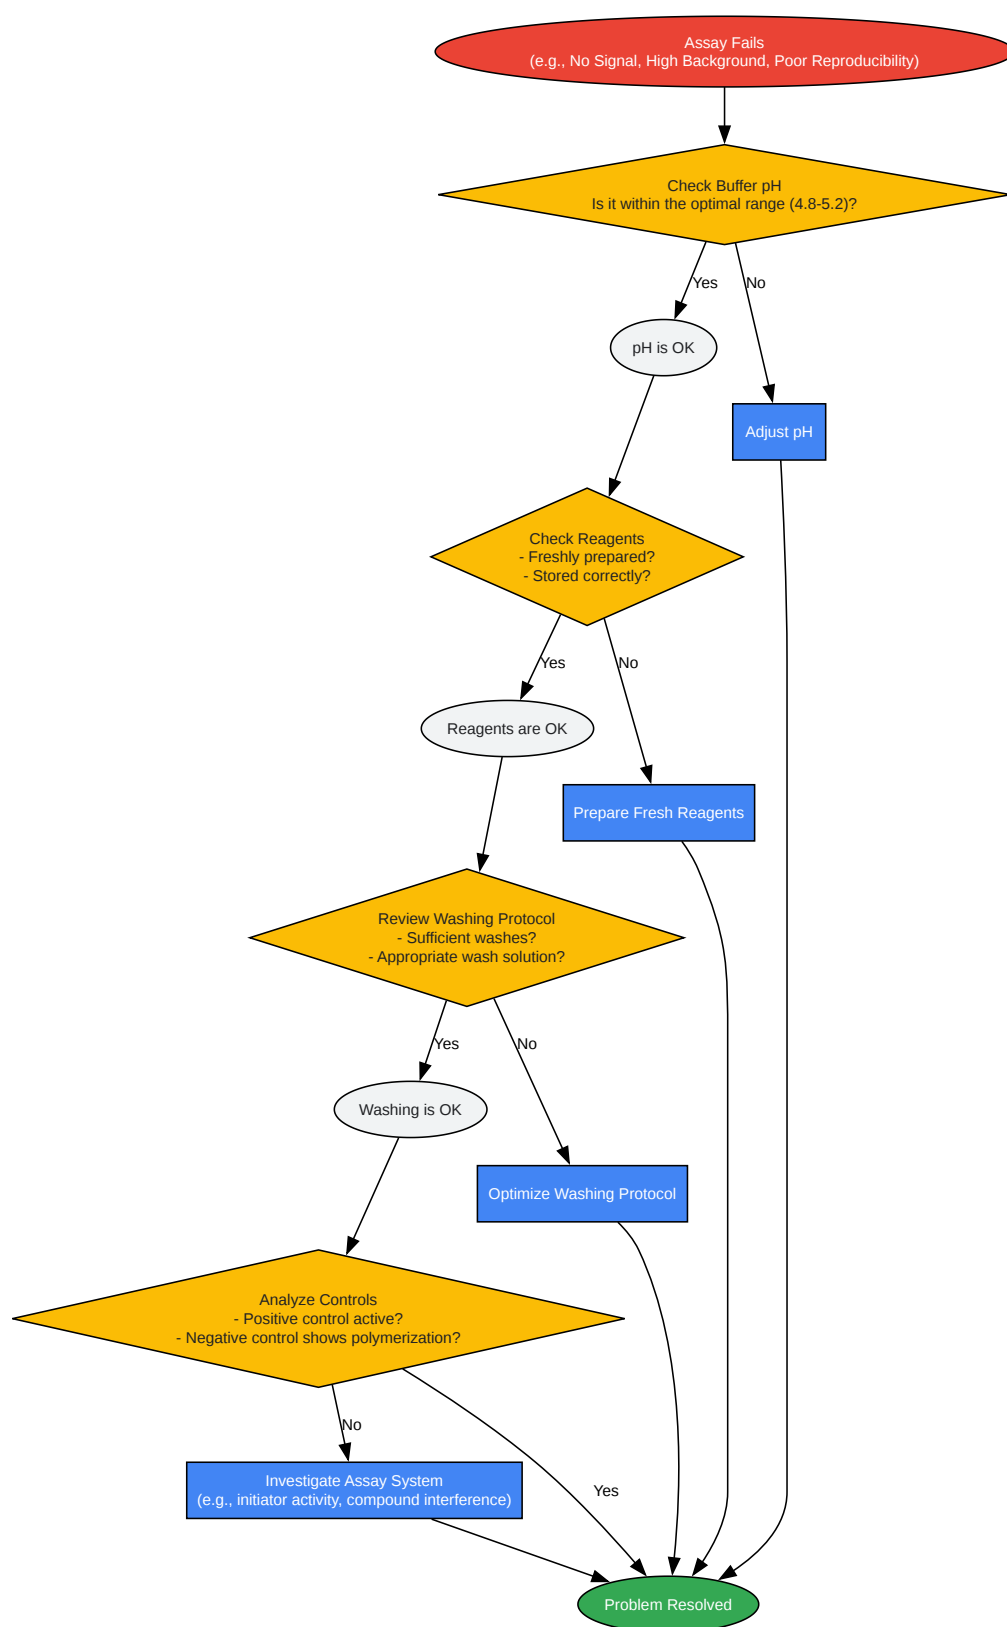 Assay Fails
(e.g., No Signal, High Background, Poor Reproducibility)
Check Buffer pH
Is it within the optimal range (4.8-5.2)?
Yes
No
pH is OK
Adjust pH
Check Reagents
- Freshly prepared?
- Stored correctly?
Yes
No
Reagents are OK
Prepare Fresh Reagents
Review Washing Protocol
- Sufficient washes?
- Appropriate wash solution?
Yes
No
Washing is OK
Optimize Washing Protocol
Analyze Controls
- Positive control active?
- Negative control shows polymerization?
No
Yes
Investigate Assay System
(e.g., initiator activity, compound interference)
Problem Resolved